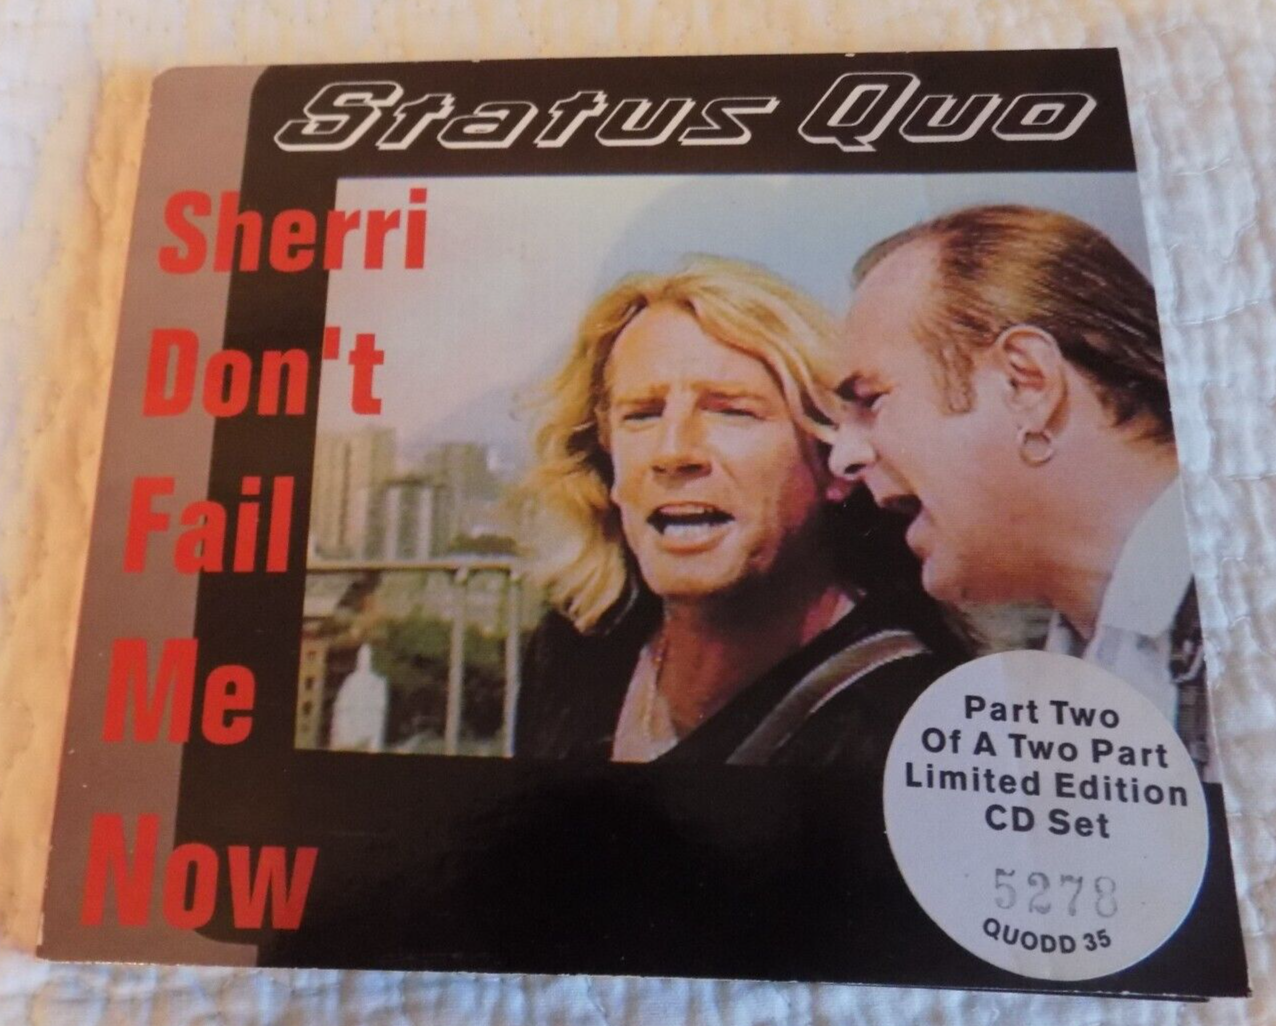 Status Quo
Sherri
Don't
Fail
Me
Now
Part Two
Of A Two Part
Limited Edition
CD Set
5278
QUODD 35